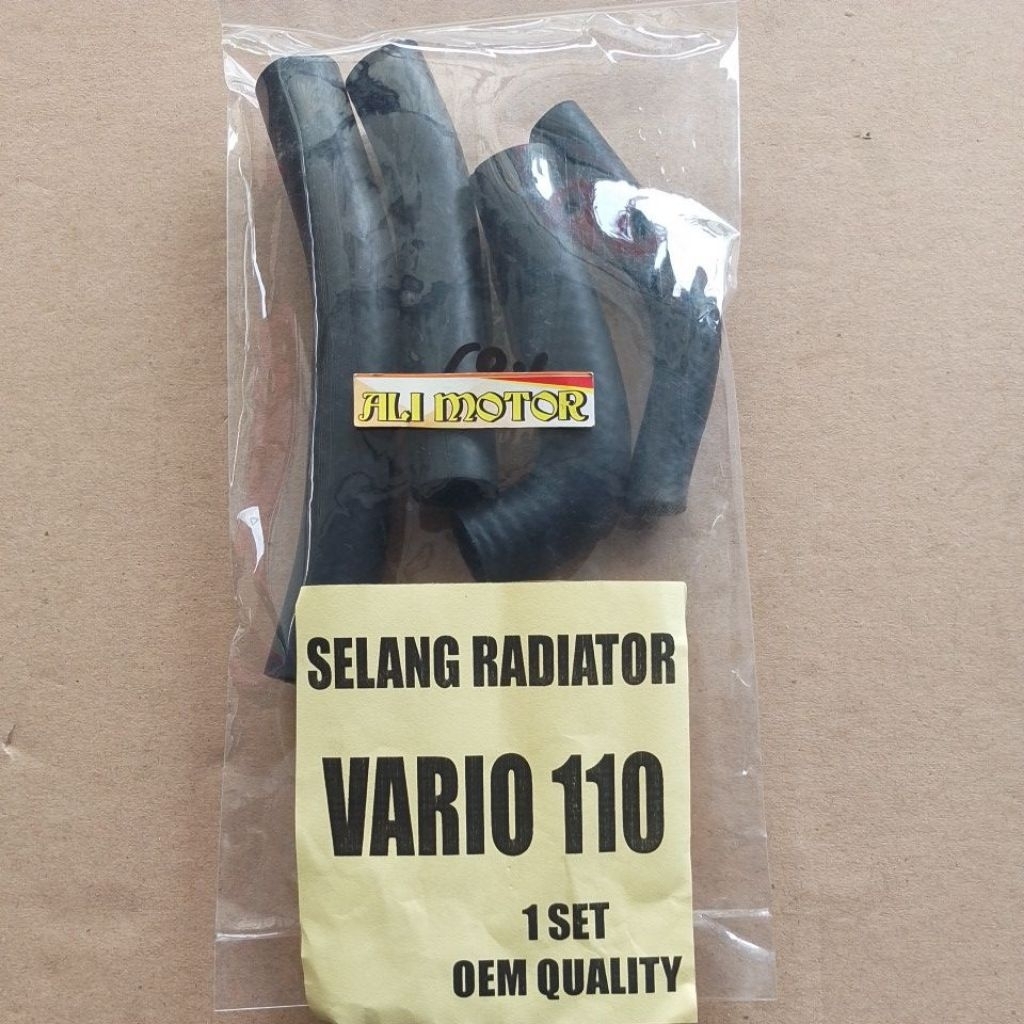 ALI MOTOR
SELANG RADIATOR
VARIO 110
1 SET
OEM QUALITY